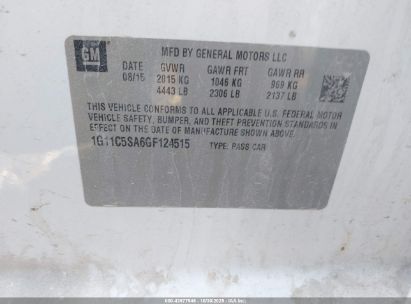 GM
MFD BY GENERAL MOTORS LLC
DATE GVWR GAWR FRT GAWR RR
08/15 2015 KG 1046 KG 969 KG
4443 LB 2306 LB 2137 LB
THIS VEHICLE CONFORMS TO ALL APPLICABLE U.S. FEDERAL MOTOR
VEHICLE SAFETY, BUMPER, AND THEFT PREVENTION STANDARDS IN
EFFECT ON THE DATE OF MANUFACTURE SHOWN ABOVE.
1G11C5SA6GF124515 TYPE: PASS CAR